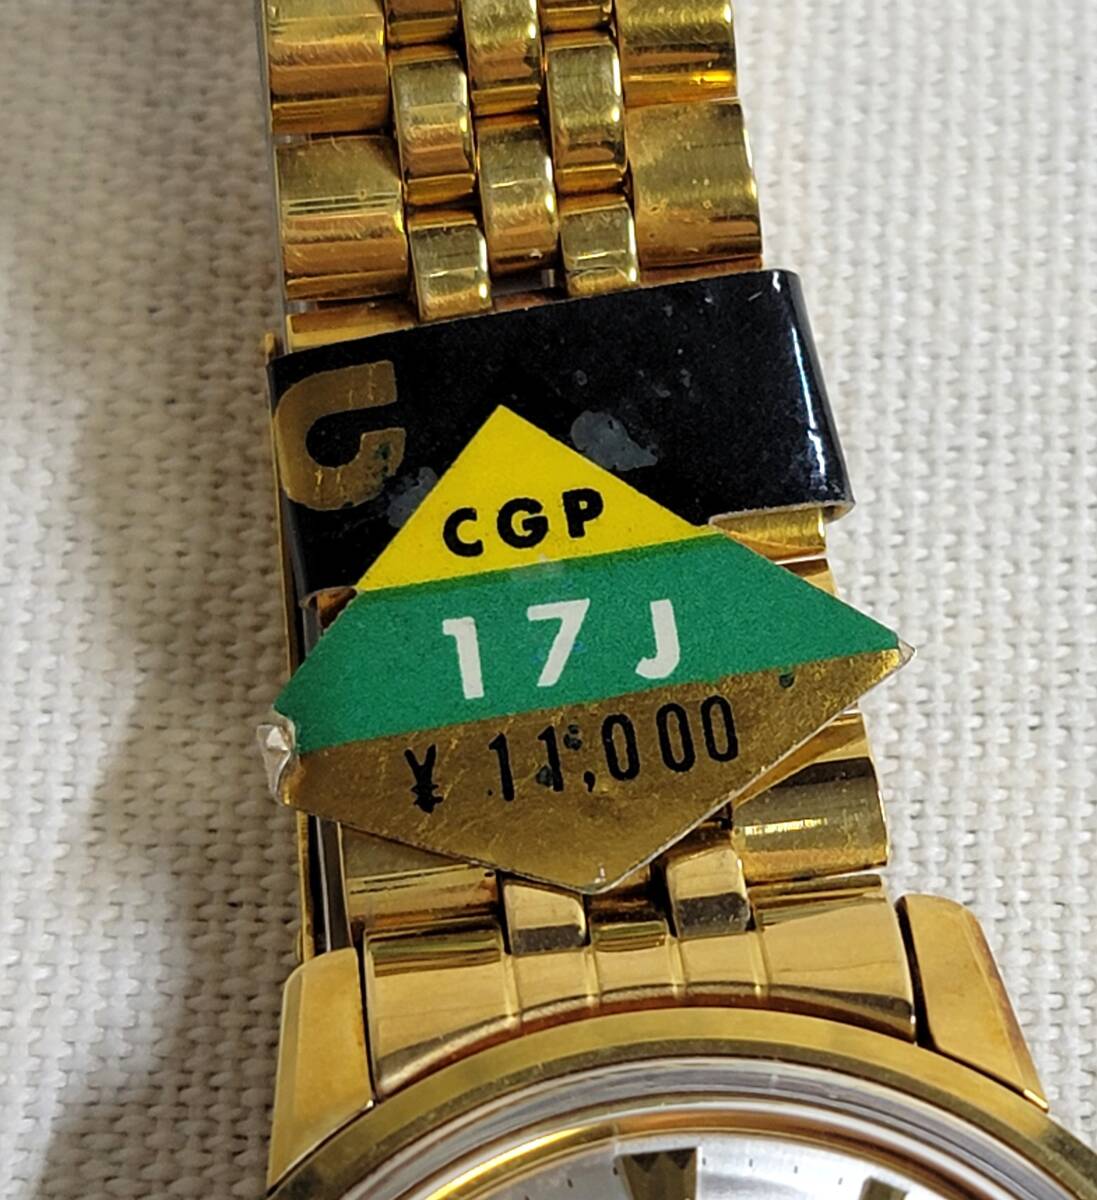 CGP
17J
¥ 11,000